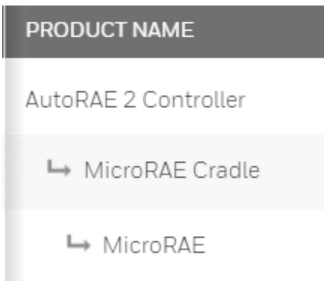 PRODUCT NAME
AutoRAE 2 Controller
↳ MicroRAE Cradle
↳ MicroRAE